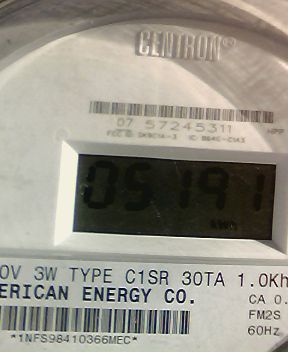 CENTRON®
07 57245311
05191
kWh
0V 3W TYPE C1SR 30TA 1.0Kh
ERICAN ENERGY CO.
CA 0.
FM2S
60Hz
*1NFS98410366MEC*